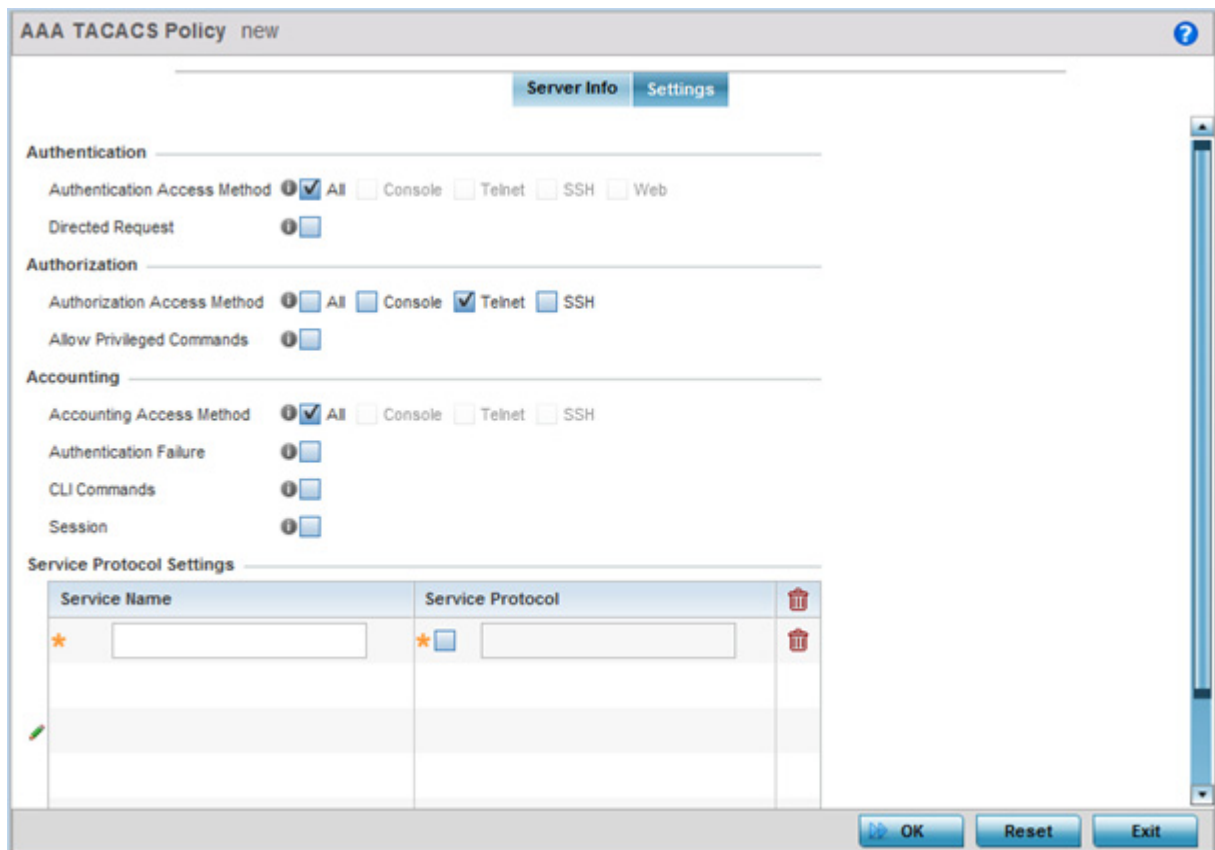 AAA TACACS Policy new
?
Server Info Settings
Authentication
Authentication Access Method i All Console Telnet SSH Web
Directed Request i
Authorization
Authorization Access Method i All Console Telnet SSH
Allow Privileged Commands i
Accounting
Accounting Access Method i All Console Telnet SSH
Authentication Failure i
CLI Commands i
Session i
Service Protocol Settings
Service Name Service Protocol
* *
OK Reset Exit